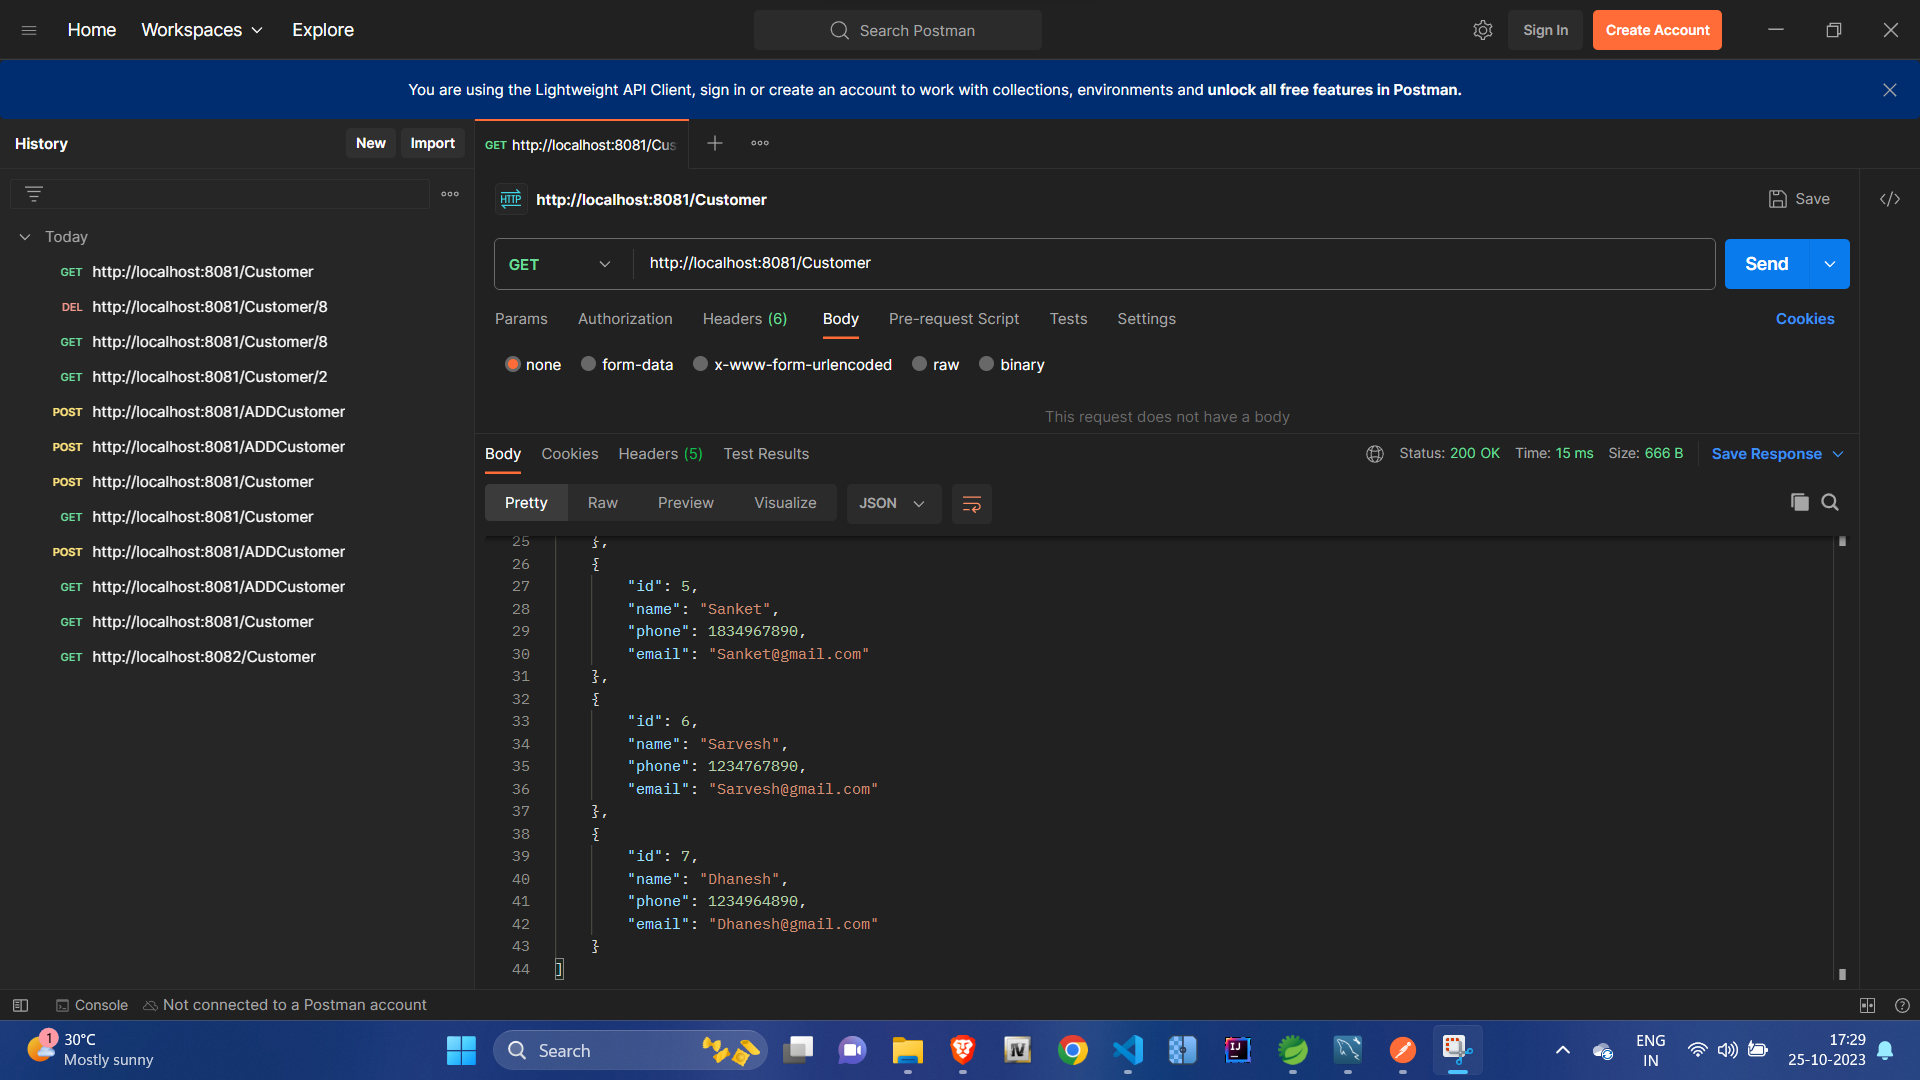 Home
Workspaces
Explore
Search Postman
Sign In
Create Account
You are using the Lightweight API Client, sign in or create an account to work with collections, environments and unlock all free features in Postman.
History
New
Import
GET http://localhost:8081/Cus
HTTP http://localhost:8081/Customer
Save
Today
GET http://localhost:8081/Customer
DEL http://localhost:8081/Customer/8
GET http://localhost:8081/Customer/8
GET http://localhost:8081/Customer/2
POST http://localhost:8081/ADDCustomer
POST http://localhost:8081/ADDCustomer
POST http://localhost:8081/Customer
GET http://localhost:8081/Customer
POST http://localhost:8081/ADDCustomer
GET http://localhost:8081/ADDCustomer
GET http://localhost:8081/Customer
GET http://localhost:8082/Customer
GET
http://localhost:8081/Customer
Send
Params Authorization Headers (6) Body Pre-request Script Tests Settings
Cookies
none form-data x-www-form-urlencoded raw binary
This request does not have a body
Body Cookies Headers (5) Test Results
Status: 200 OK Time: 15 ms Size: 666 B
Save Response
Pretty Raw Preview Visualize
JSON
25 },
26 {
27 "id": 5,
28 "name": "Sanket",
29 "phone": 1834967890,
30 "email": "Sanket@gmail.com"
31 },
32 {
33 "id": 6,
34 "name": "Sarvesh",
35 "phone": 1234767890,
36 "email": "Sarvesh@gmail.com"
37 },
38 {
39 "id": 7,
40 "name": "Dhanesh",
41 "phone": 1234964890,
42 "email": "Dhanesh@gmail.com"
43 }
44 ]
Console
Not connected to a Postman account
1
30°C
Mostly sunny
Search
IV
IJ
ENG
IN
17:29
25-10-2023